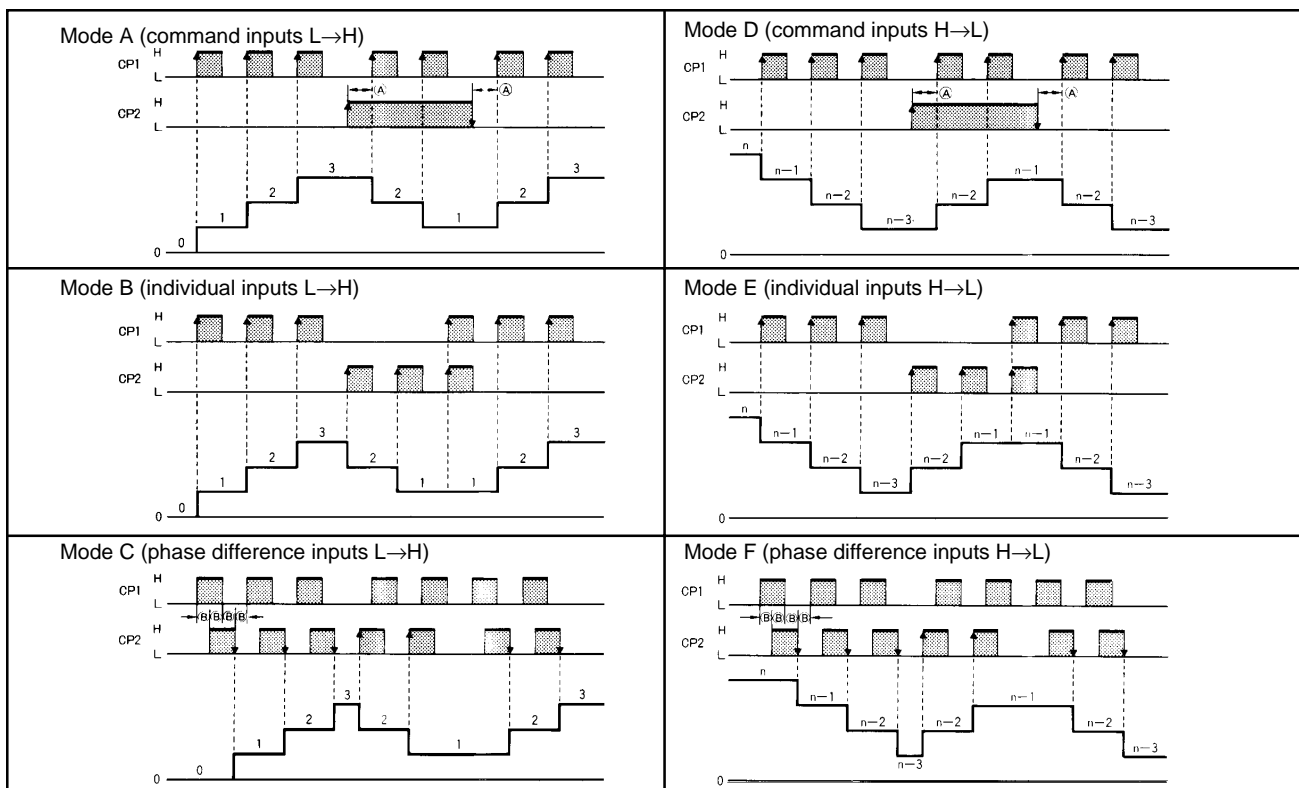 Mode A (command inputs L→H)
H
CP1
L
Ⓐ Ⓐ
H
CP2
L
0 1 2 3 2 1 2 3
0
Mode D (command inputs H→L)
H
CP1
L
Ⓐ Ⓐ
H
CP2
L
n n−1 n−2 n−3 n−2 n−1 n−2 n−3
0
Mode B (individual inputs L→H)
H
CP1
L
H
CP2
L
0 1 2 3 2 1 1 2 3
0
Mode E (individual inputs H→L)
H
CP1
L
H
CP2
L
n n−1 n−2 n−3 n−2 n−1 n−1 n−2 n−3
0
Mode C (phase difference inputs L→H)
H
CP1
L
Ⓑ Ⓑ Ⓑ Ⓑ
H
CP2
L
0 1 2 3 2 1 2 3
0
Mode F (phase difference inputs H→L)
H
CP1
L
Ⓑ Ⓑ Ⓑ Ⓑ
H
CP2
L
n n−1 n−2 n−3 n−2 n−1 n−2 n−3
0